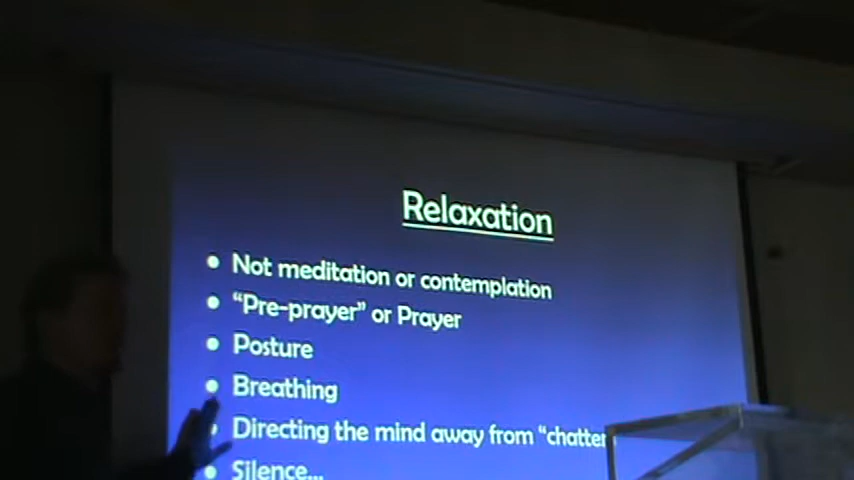 Relaxation
• Not meditation or contemplation
• “Pre-prayer” or Prayer
• Posture
• Breathing
• Directing the mind away from “chatter
• Silence...